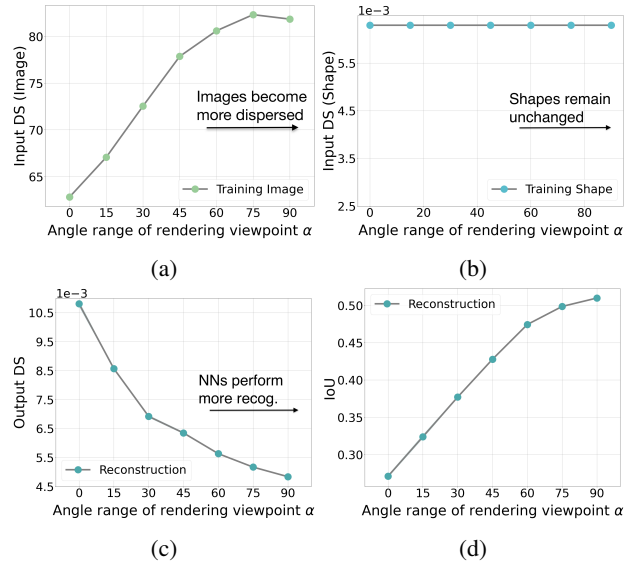 80
75
70
65
Input DS (Image)
Images become
more dispersed
Training Image
0 15 30 45 60 75 90
Angle range of rendering viewpoint α
(a)
1e−3
5.5
4.5
3.5
2.5
Input DS (Shape)
Shapes remain
unchanged
Training Shape
0 20 40 60 80
Angle range of rendering viewpoint α
(b)
1e−3
10.5
9.5
8.5
7.5
6.5
5.5
4.5
Output DS
NNs perform
more recog.
Reconstruction
0 15 30 45 60 75 90
Angle range of rendering viewpoint α
(c)
0.50
0.45
0.40
0.35
0.30
IoU
Reconstruction
0 15 30 45 60 75 90
Angle range of rendering viewpoint α
(d)